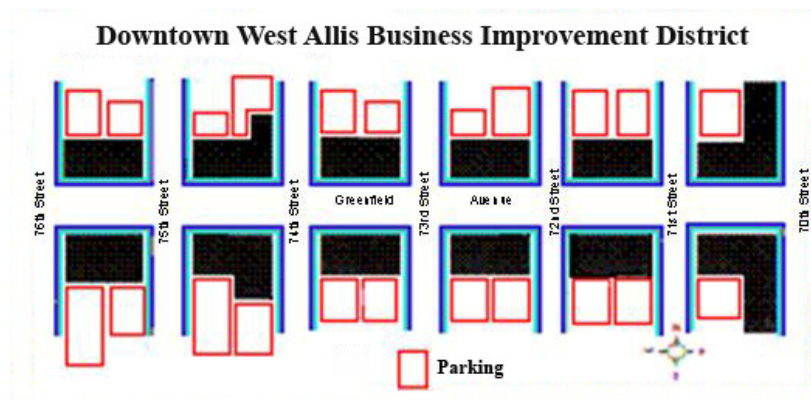 Downtown West Allis Business Improvement District
76th Street
75th Street
74th Street
Greenfield
73rd Street
Avenue
72nd Street
71st Street
70th Street
Parking